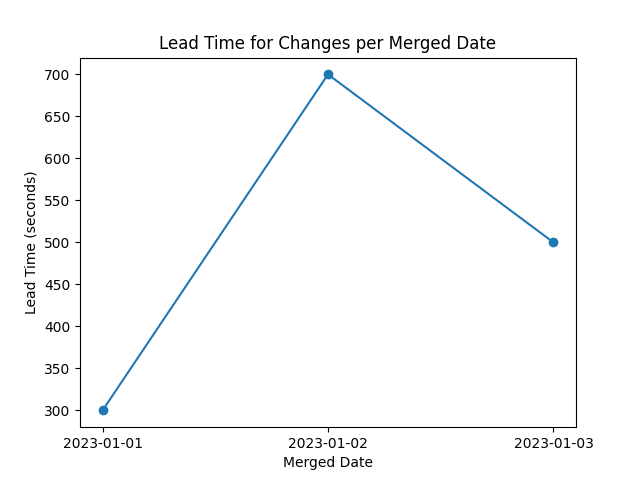 Lead Time for Changes per Merged Date
700
650
600
550
500
450
400
350
300
Lead Time (seconds)
2023-01-01 2023-01-02 2023-01-03
Merged Date